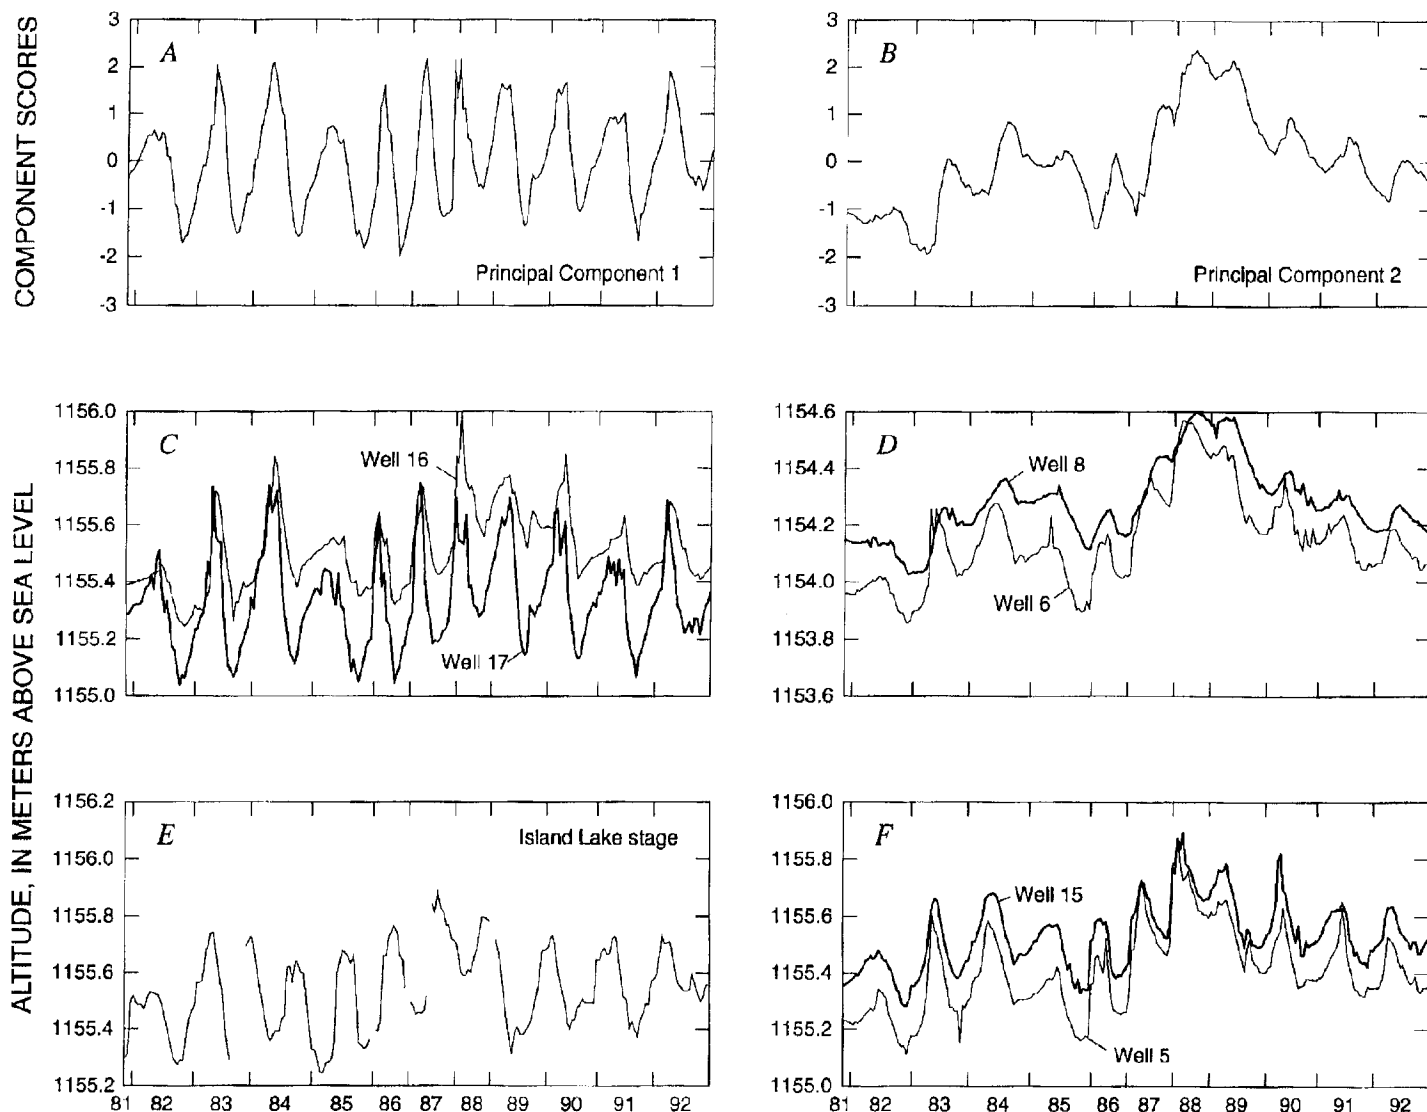 COMPONENT SCORES
3
2
1
0
-1
-2
-3
A
Principal Component 1
3
2
1
0
-1
-2
-3
B
Principal Component 2
ALTITUDE, IN METERS ABOVE SEA LEVEL
1156.0
1155.8
1155.6
1155.4
1155.2
1155.0
C
Well 16
Well 17
1154.6
1154.4
1154.2
1154.0
1153.8
1153.6
D
Well 8
Well 6
1156.2
1156.0
1155.8
1155.6
1155.4
1155.2
E
Island Lake stage
81 82 83 84 85 86 87 88 89 90 91 92
1156.0
1155.8
1155.6
1155.4
1155.2
1155.0
F
Well 15
Well 5
81 82 83 84 85 86 87 88 89 90 91 92